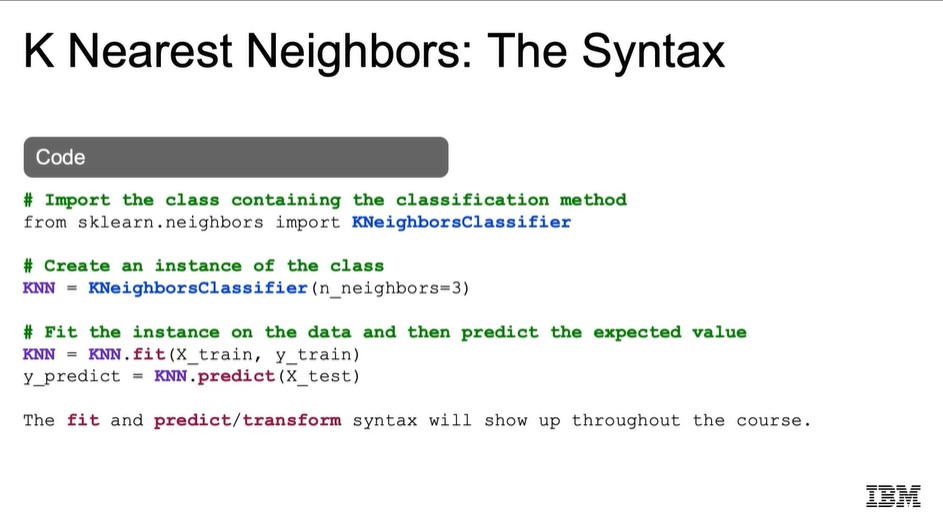 K Nearest Neighbors: The Syntax
Code
# Import the class containing the classification method
from sklearn.neighbors import KNeighborsClassifier
# Create an instance of the class
KNN = KNeighborsClassifier(n_neighbors=3)
# Fit the instance on the data and then predict the expected value
KNN = KNN.fit(X_train, y_train)
y_predict = KNN.predict(X_test)
The fit and predict/transform syntax will show up throughout the course.
IBM